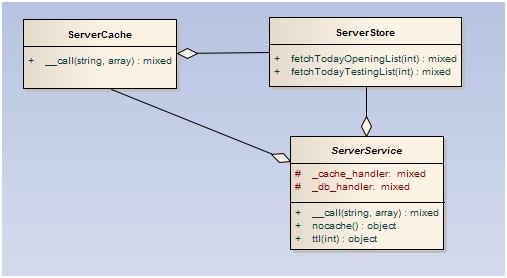 ServerCache
+ __call(string, array) : mixed
ServerStore
+ fetchTodayOpeningList(int) : mixed
+ fetchTodayTestingList(int) : mixed
ServerService
# _cache_handler: mixed
# _db_handler: mixed
+ __call(string, array) : mixed
+ nocache() : object
+ ttl(int) : object